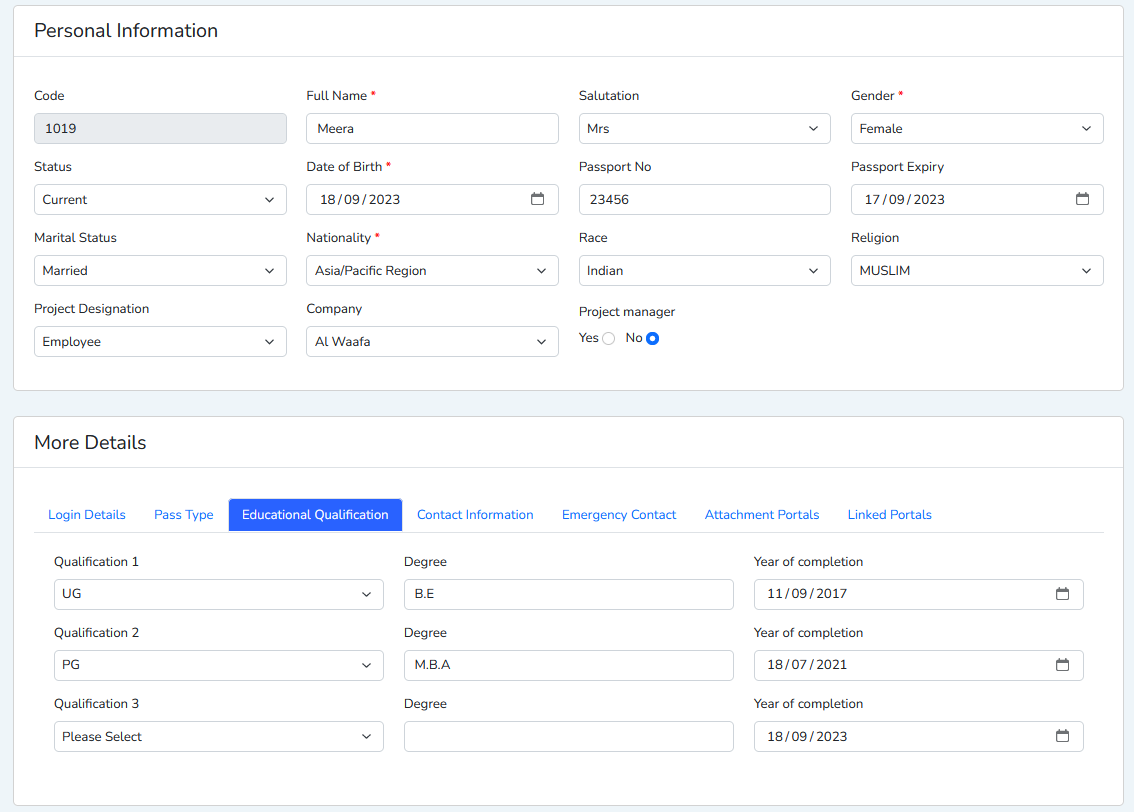 Personal Information
Code Full Name * Salutation Gender *
1019 Meera Mrs Female
Status Date of Birth * Passport No Passport Expiry
Current 18/09/2023 23456 17/09/2023
Marital Status Nationality * Race Religion
Married Asia/Pacific Region Indian MUSLIM
Project Designation Company Project manager
Employee Al Waafa Yes No
More Details
Login Details Pass Type Educational Qualification Contact Information Emergency Contact Attachment Portals Linked Portals
Qualification 1 Degree Year of completion
UG B.E 11/09/2017
Qualification 2 Degree Year of completion
PG M.B.A 18/07/2021
Qualification 3 Degree Year of completion
Please Select 18/09/2023